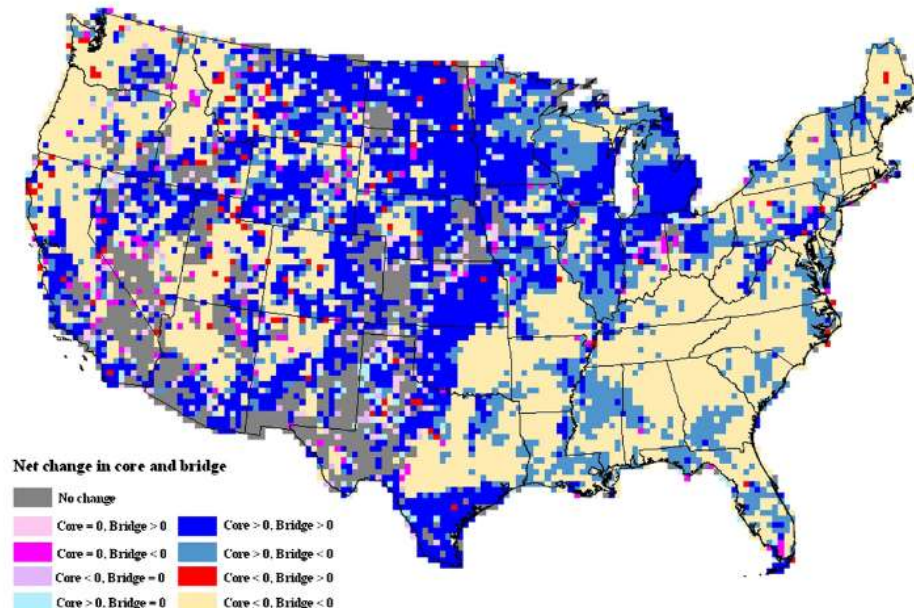 Net change in core and bridge
No change
Core = 0, Bridge > 0
Core > 0, Bridge > 0
Core = 0, Bridge < 0
Core > 0, Bridge < 0
Core < 0, Bridge = 0
Core < 0, Bridge > 0
Core > 0, Bridge = 0
Core < 0, Bridge < 0